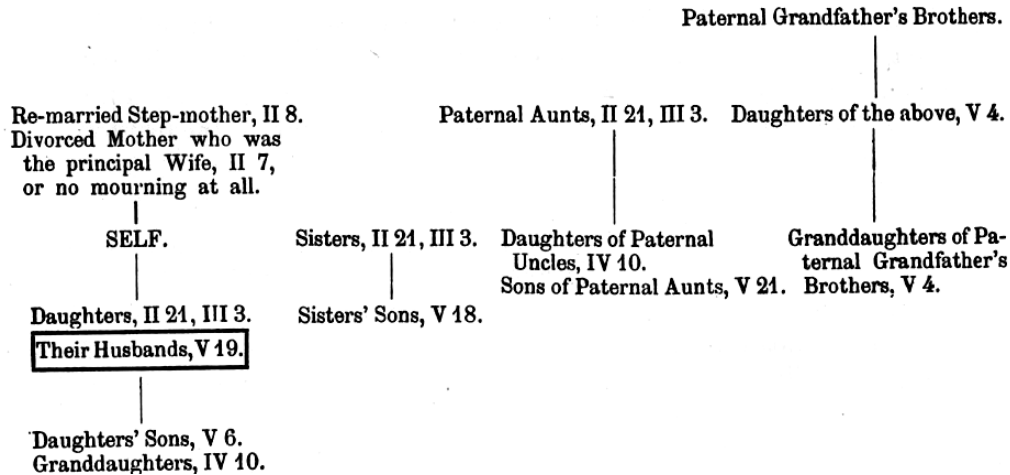 Paternal Grandfather's Brothers.
Re-married Step-mother, II 8.
Divorced Mother who was
the principal Wife, II 7,
or no mourning at all.
Paternal Aunts, II 21, III 3.
Daughters of the above, V 4.
SELF.
Sisters, II 21, III 3.
Daughters of Paternal
Uncles, IV 10.
Sons of Paternal Aunts, V 21.
Granddaughters of Pa-
ternal Grandfather's
Brothers, V 4.
Daughters, II 21, III 3.
Their Husbands, V 19.
Sisters' Sons, V 18.
Daughters' Sons, V 6.
Granddaughters, IV 10.